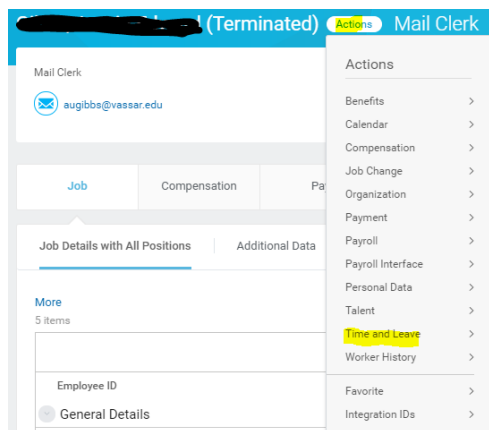 (Terminated) Actions Mail Clerk
Mail Clerk
augibbs@vassar.edu
Job Compensation Pa
Job Details with All Positions Additional Data
More
5 items
Employee ID
General Details
Actions
Benefits
Calendar
Compensation
Job Change
Organization
Payment
Payroll
Payroll Interface
Personal Data
Talent
Time and Leave
Worker History
Favorite
Integration IDs